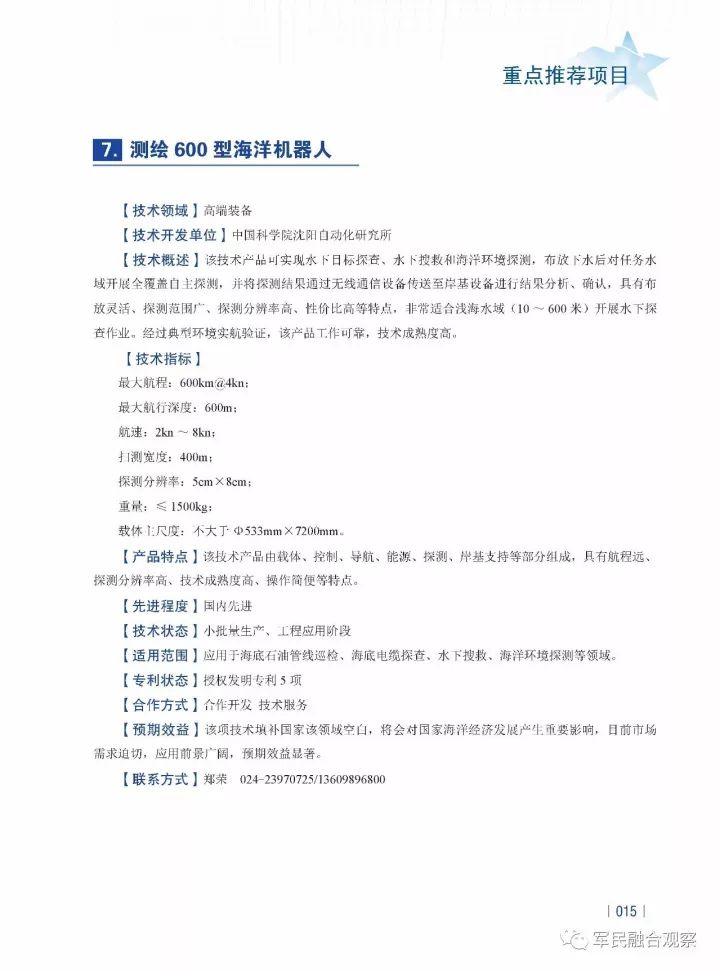 重点推荐项目
7. 测绘 600 型海洋机器人
【技术领域】高端装备
【技术开发单位】中国科学院沈阳自动化研究所
【技术概述】该技术产品可实现水下目标探查、水下搜救和海洋环境探测，布放下水后对任务水
域开展全覆盖自主探测，并将探测结果通过无线通信设备传送至岸基设备进行结果分析、确认，具有布
放灵活、探测范围广、探测分辨率高、性价比高等特点，非常适合浅海水域（10 ～ 600 米）开展水下探
查作业。经过典型环境实航验证，该产品工作可靠，技术成熟度高。
【技术指标】
最大航程：600km@4kn；
最大航行深度：600m；
航速：2kn ～ 8kn；
扫测宽度：400m；
探测分辨率：5cm×8cm；
重量：≤ 1500kg；
载体主尺度：不大于 Φ533mm×7200mm。
【产品特点】该技术产品由载体、控制、导航、能源、探测、岸基支持等部分组成，具有航程远、
探测分辨率高、技术成熟度高、操作简便等特点。
【先进程度】国内先进
【技术状态】小批量生产、工程应用阶段
【适用范围】应用于海底石油管线巡检、海底电缆探查、水下搜救、海洋环境探测等领域。
【专利状态】授权发明专利 5 项
【合作方式】合作开发 技术服务
【预期效益】该项技术填补国家该领域空白，将会对国家海洋经济发展产生重要影响，目前市场
需求迫切，应用前景广阔，预期效益显著。
【联系方式】郑荣 024-23970725/13609896800
| 015 |
军民融合观察